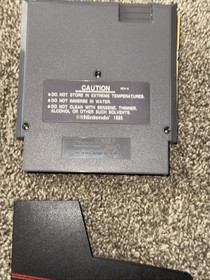 CAUTION
REV-A
●DO NOT STORE IN EXTREME TEMPERATURES.
●DO NOT IMMERSE IN WATER.
●DO NOT CLEAN WITH BENZENE, THINNER,
ALCOHOL OR OTHER SUCH SOLVENTS.
©Nintendo 1985